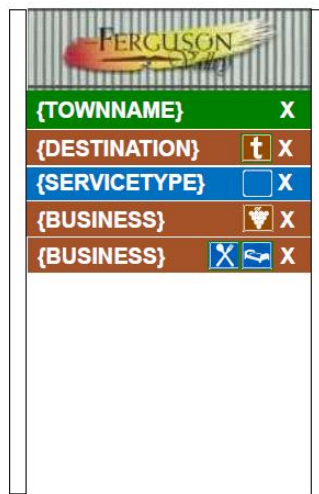 FERGUSON
Valley
{TOWNNAME} X
{DESTINATION} t X
{SERVICETYPE} X
{BUSINESS} X
{BUSINESS} X